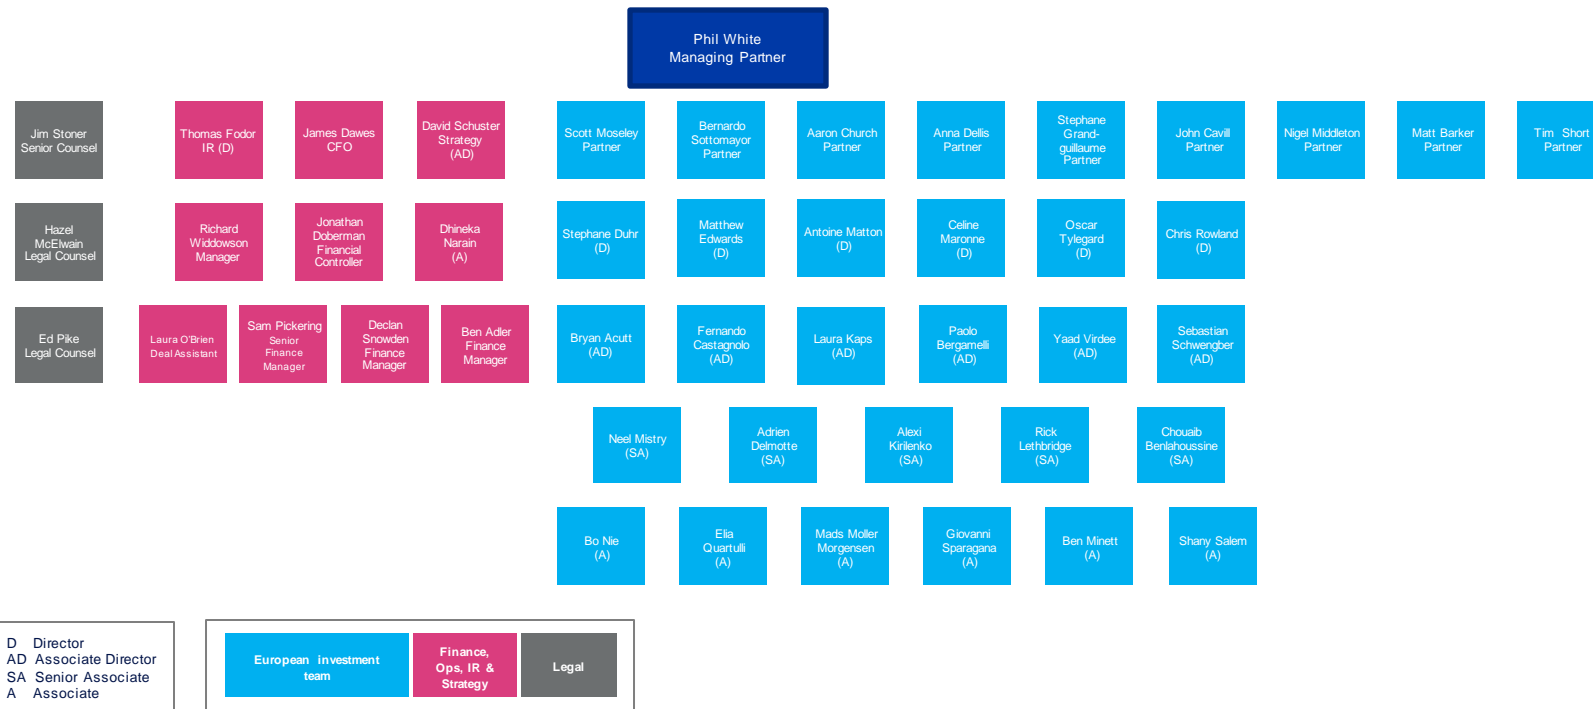 Phil White
Managing Partner
Jim Stoner
Senior Counsel
Thomas Fodor
IR (D)
James Dawes
CFO
David Schuster
Strategy
(AD)
Scott Moseley
Partner
Bernardo
Sottomayor
Partner
Aaron Church
Partner
Anna Dellis
Partner
Stephane
Grand-
guillaume
Partner
John Cavill
Partner
Nigel Middleton
Partner
Matt Barker
Partner
Tim Short
Partner
Hazel
McElwain
Legal Counsel
Richard
Widdowson
Manager
Jonathan
Doberman
Financial
Controller
Dhineka
Narain
(A)
Stephane Duhr
(D)
Matthew
Edwards
(D)
Antoine Matton
(D)
Celine
Maronne
(D)
Oscar
Tylegard
(D)
Chris Rowland
(D)
Ed Pike
Legal Counsel
Laura O'Brien
Deal Assistant
Sam Pickering
Senior
Finance
Manager
Declan
Snowden
Finance
Manager
Ben Adler
Finance
Manager
Bryan Acutt
(AD)
Fernando
Castagnolo
(AD)
Laura Kaps
(AD)
Paolo
Bergamelli
(AD)
Yaad Virdee
(AD)
Sebastian
Schwengber
(AD)
Neel Mistry
(SA)
Adrien
Delmotte
(SA)
Alexi
Kirilenko
(SA)
Rick
Lethbridge
(SA)
Chouaib
Benlahoussine
(SA)
Bo Nie
(A)
Elia
Quartulli
(A)
Mads Moller
Morgensen
(A)
Giovanni
Sparagana
(A)
Ben Minett
(A)
Shany Salem
(A)
D Director
AD Associate Director
SA Senior Associate
A Associate
European investment
team
Finance,
Ops, IR &
Strategy
Legal